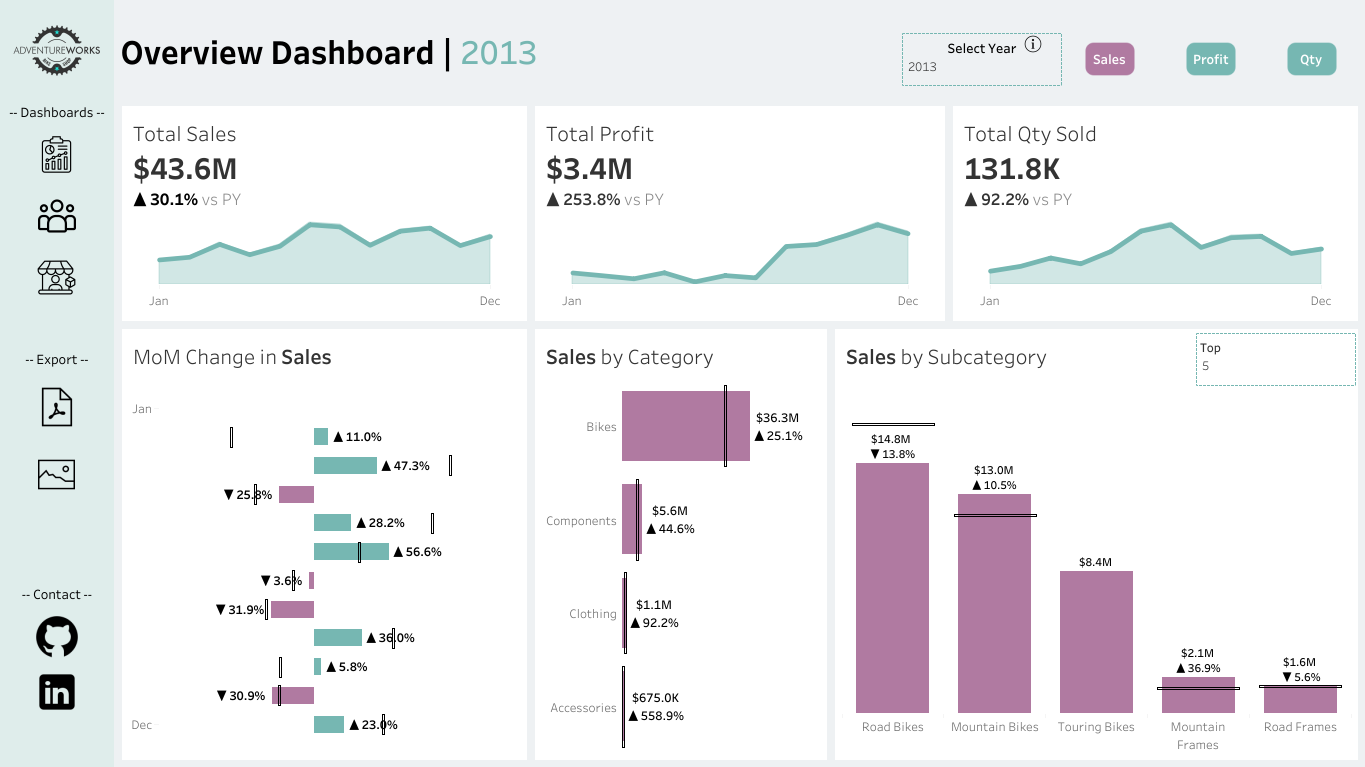 ADVENTUREWORKS
Overview Dashboard | 2013
Select Year
2013
Sales
Profit
Qty
-- Dashboards --
-- Export --
-- Contact --
Total Sales
$43.6M
▲ 30.1% vs PY
Jan
Dec
Total Profit
$3.4M
▲ 253.8% vs PY
Jan
Dec
Total Qty Sold
131.8K
▲ 92.2% vs PY
Jan
Dec
MoM Change in Sales
Jan
▲ 11.0%
▲ 47.3%
▼ 25.8%
▲ 28.2%
▲ 56.6%
▼ 3.6%
▼ 31.9%
▲ 36.0%
▲ 5.8%
▼ 30.9%
Dec
▲ 23.0%
Sales by Category
Bikes
$36.3M
▲ 25.1%
Components
$5.6M
▲ 44.6%
Clothing
$1.1M
▲ 92.2%
Accessories
$675.0K
▲ 558.9%
Sales by Subcategory
Top
5
$14.8M
▼ 13.8%
$13.0M
▲ 10.5%
$8.4M
$2.1M
▲ 36.9%
$1.6M
▼ 5.6%
Road Bikes
Mountain Bikes
Touring Bikes
Mountain
Frames
Road Frames